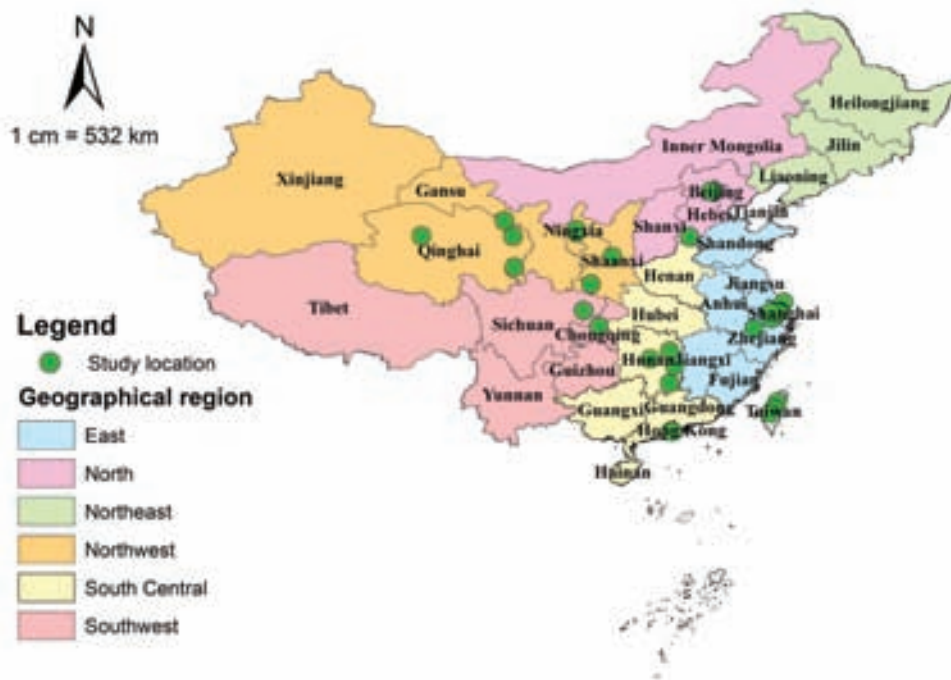 N
1 cm = 532 km
Heilongjiang
Jilin
Inner Mongolia
Liaoning
Xinjiang
Gansu
Beijing
Tianjin
Hebei
Shanxi
Ningxia
Shandong
Qinghai
Shaanxi
Henan
Jiangsu
Tibet
Anhui
Shanghai
Hubei
Sichuan
Chongqing
Zhejiang
Hunan
Jiangxi
Guizhou
Fujian
Yunnan
Guangxi
Guangdong
Taiwan
Hong Kong
Hainan
Legend
Study location
Geographical region
East
North
Northeast
Northwest
South Central
Southwest